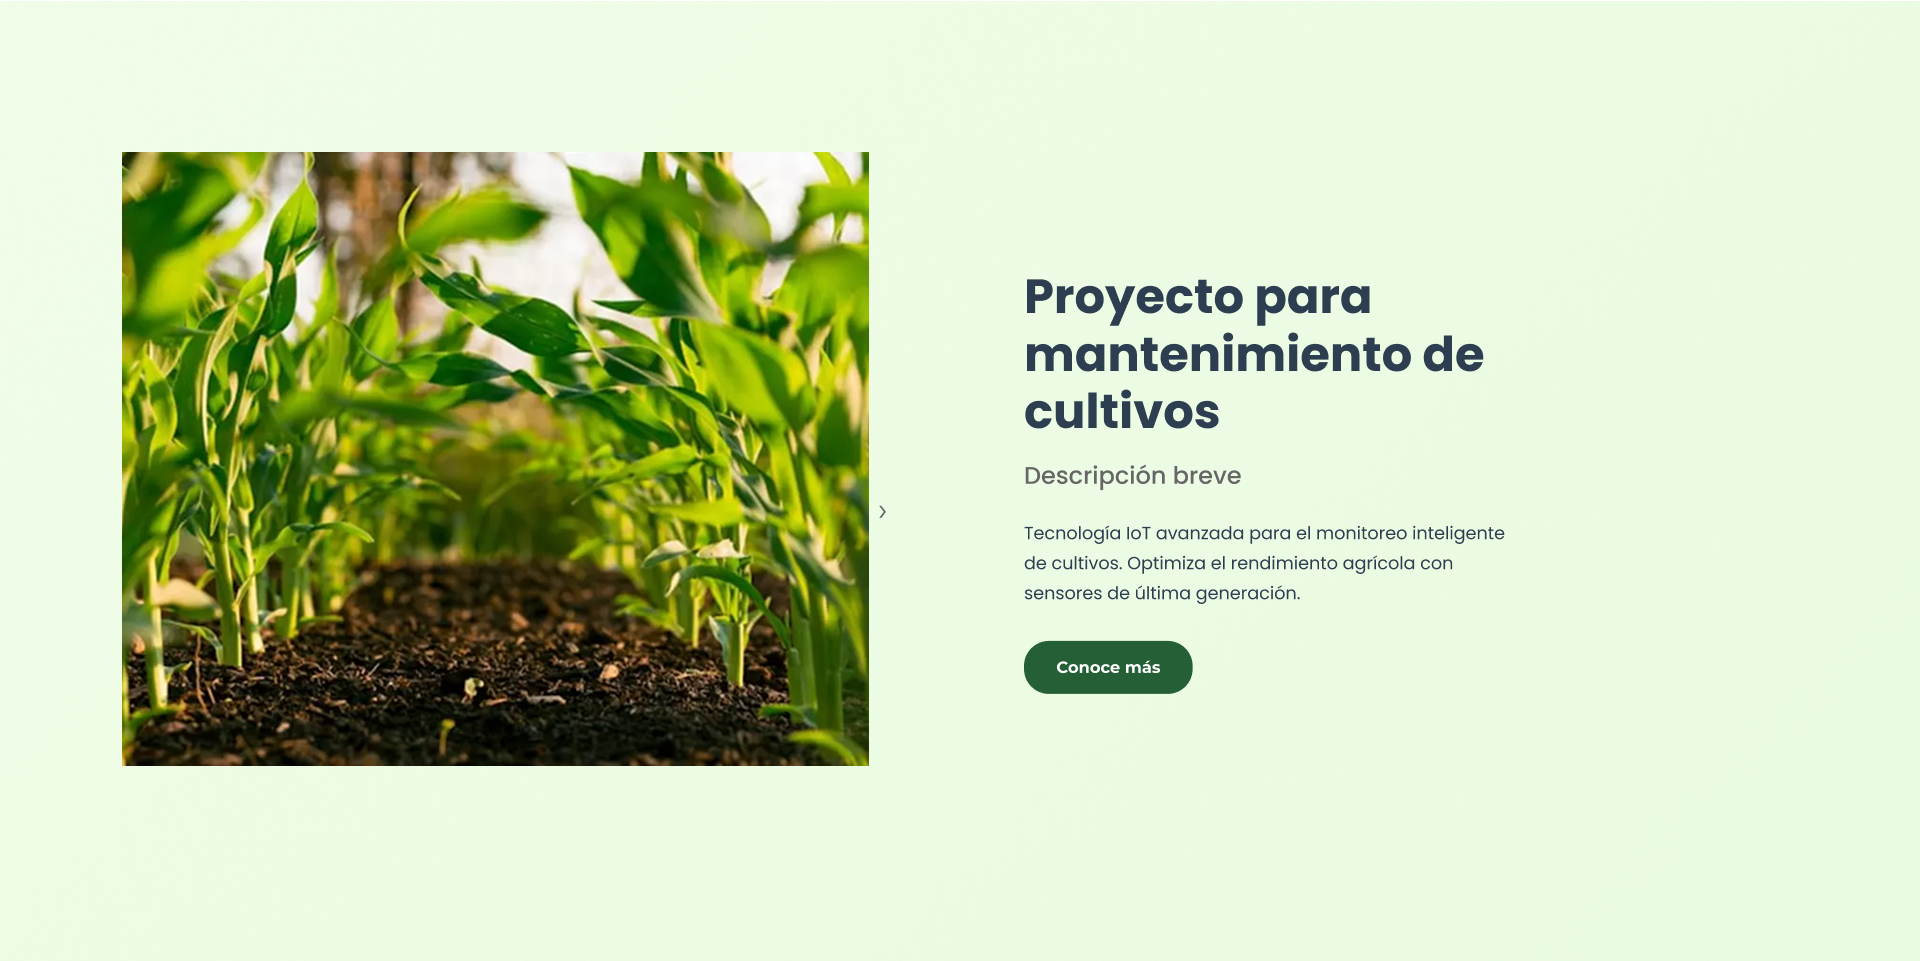 Proyecto para
mantenimiento de
cultivos
Descripción breve
Tecnología IoT avanzada para el monitoreo inteligente
de cultivos. Optimiza el rendimiento agrícola con
sensores de última generación.
Conoce más